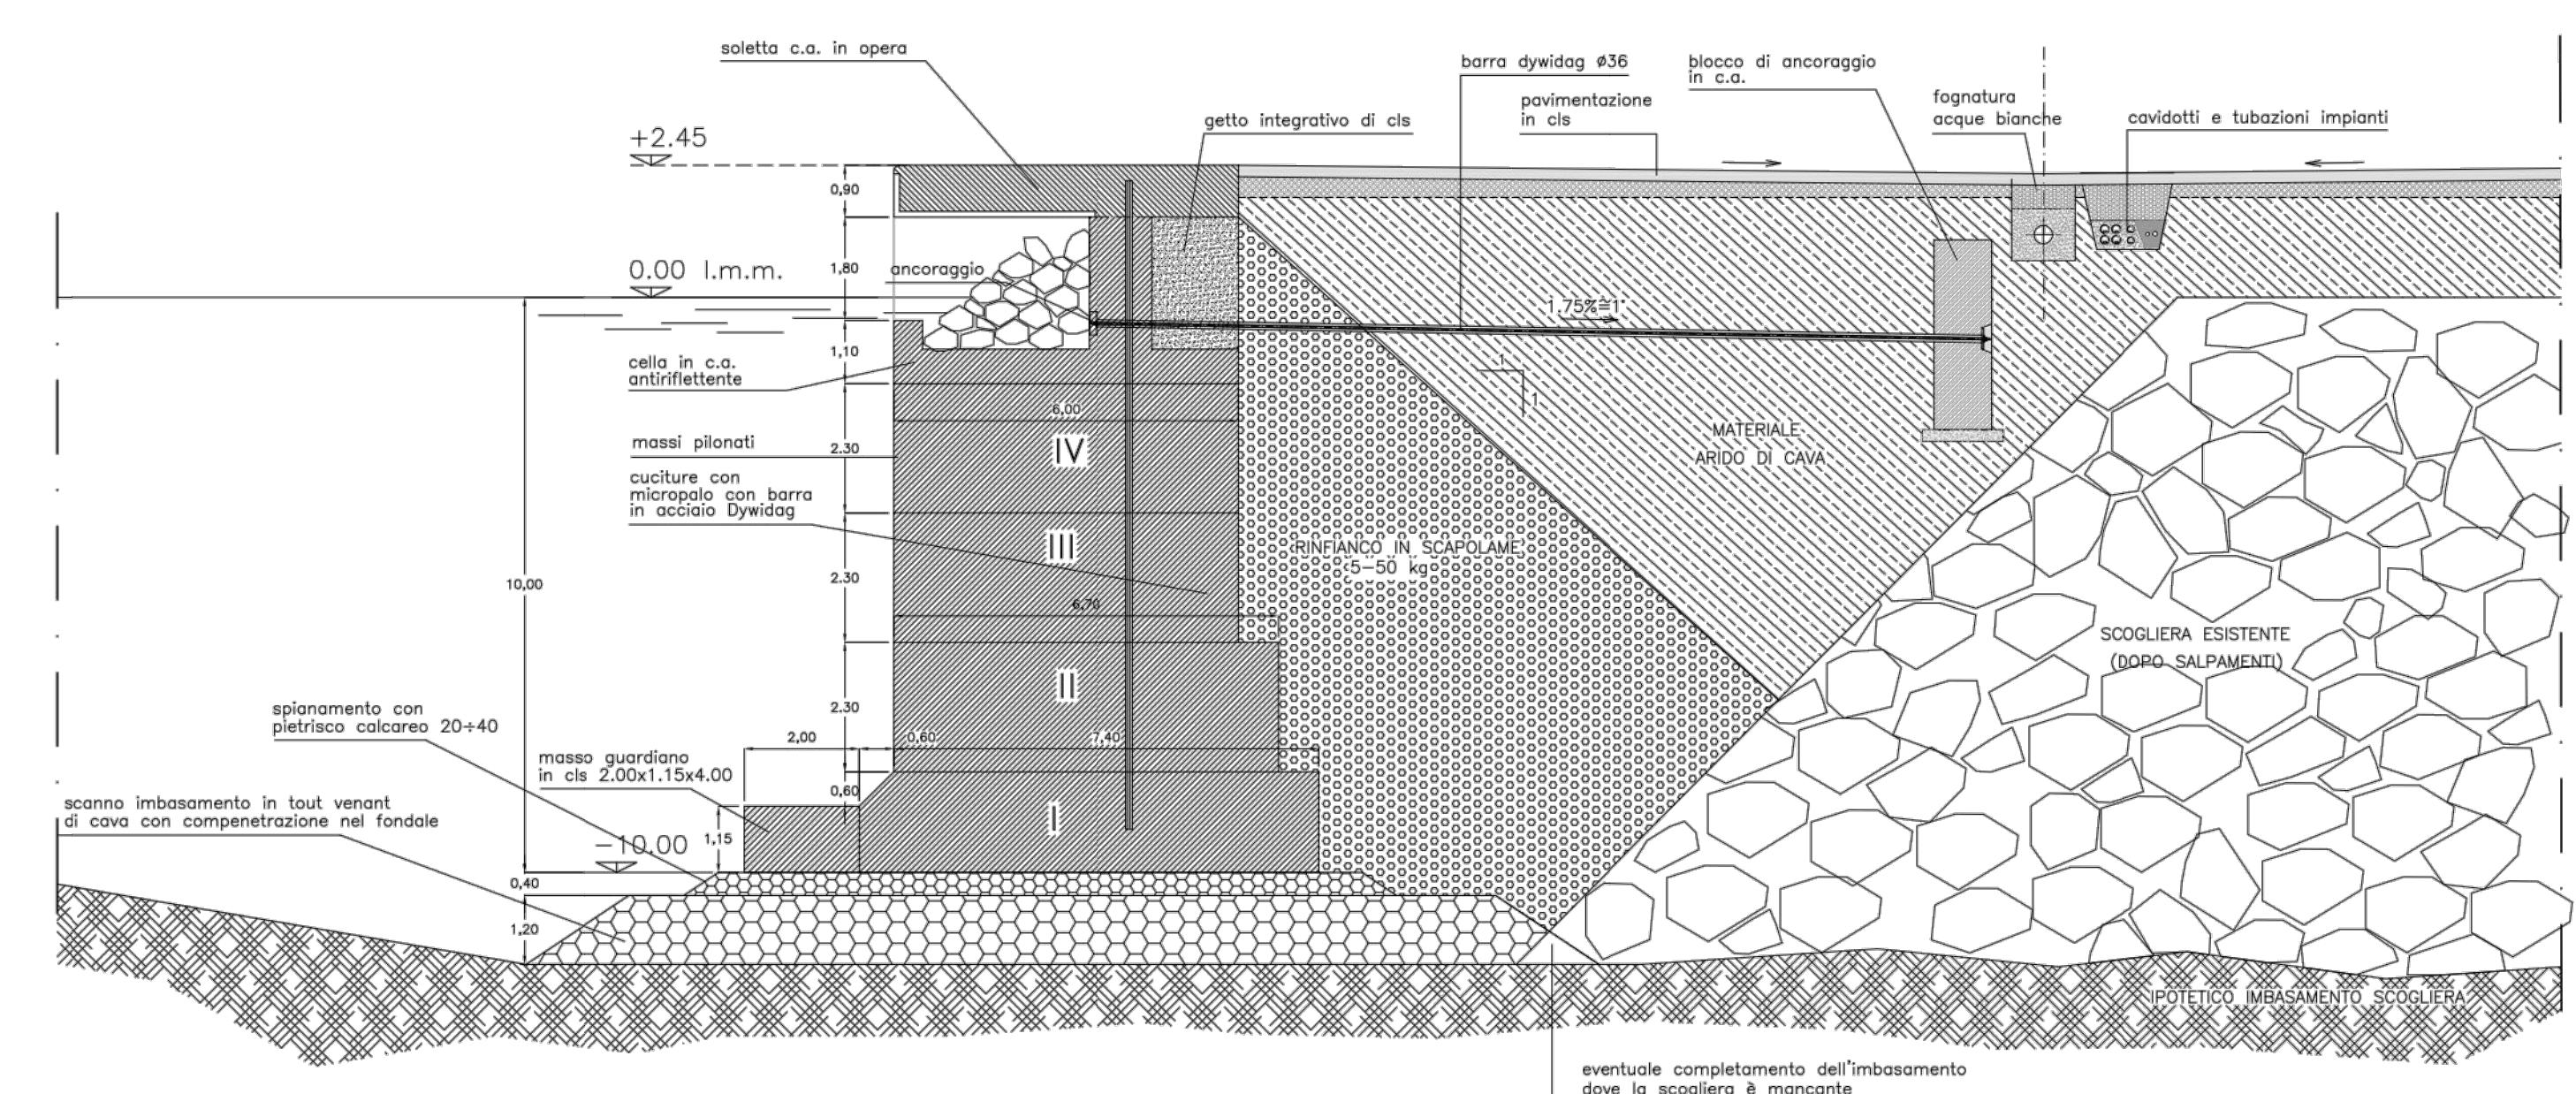 soletta c.a. in opera
barra dywidag ø36
blocco di ancoraggio
in c.a.
pavimentazione
in cls
fognatura
acque bianche
cavidotti e tubazioni impianti
getto integrativo di cls
+2.45
0,90
0.00 l.m.m.
1,80
ancoraggio
1.75%≅1°
1,10
cella in c.a.
antiriflettente
1
1
6,00
massi pilonati
IV
2.30
MATERIALE
ARIDO DI CAVA
cuciture con
micropalo con barra
in acciaio Dywidag
III
RINFIANCO IN SCAPOLAME
5-50 kg
10,00
2.30
6,70
SCOGLIERA ESISTENTE
(DOPO SALPAMENTI)
II
2.30
spianamento con
pietrisco calcareo 20÷40
2,00
0,60
7,40
masso guardiano
in cls 2.00x1.15x4.00
0,60
scanno imbasamento in tout venant
di cava con compenetrazione nel fondale
I
-10.00
1,15
0,40
1,20
IPOTETICO IMBASAMENTO SCOGLIERA
eventuale completamento dell'imbasamento
dove la scogliera è mancante